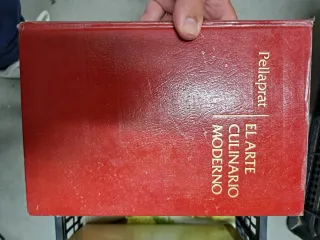 Pellaprat
EL ARTE
CULINARIO
MODERNO